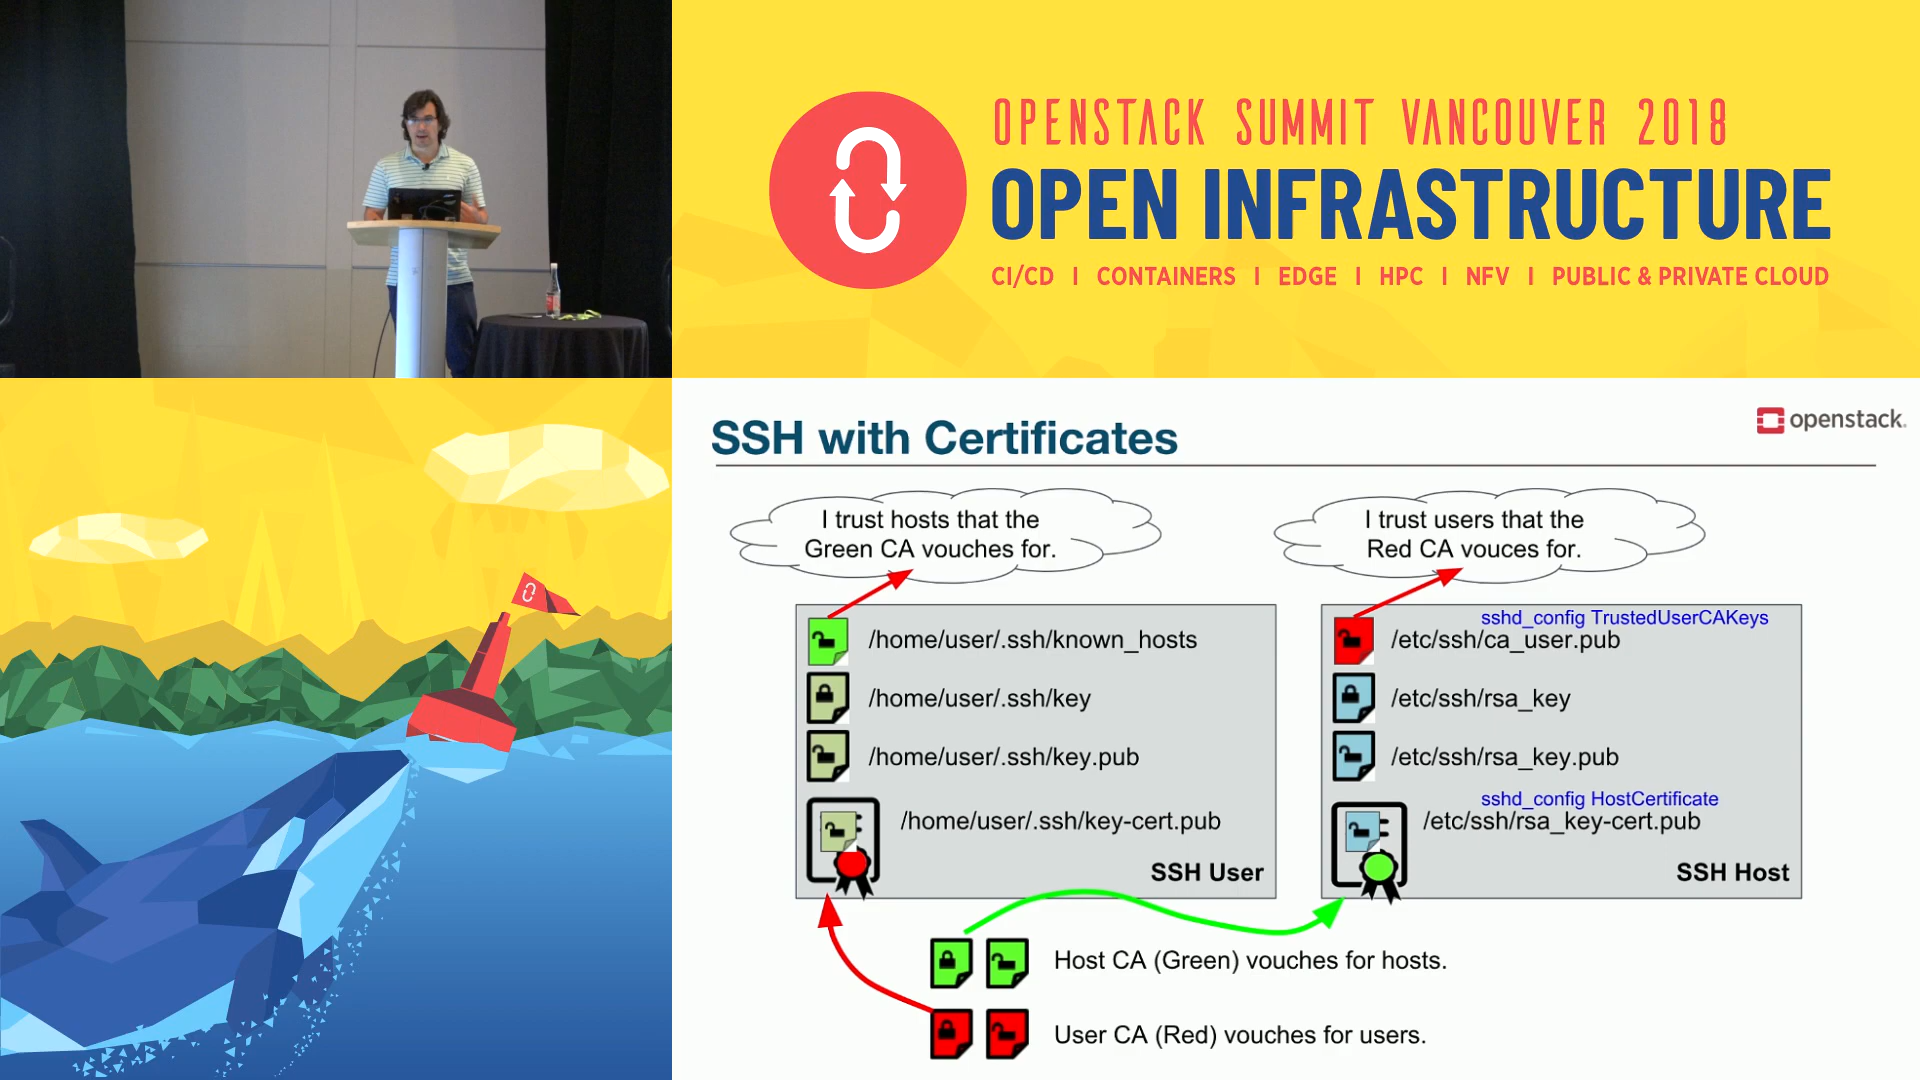 OPENSTACK SUMMIT VANCOUVER 2018
OPEN INFRASTRUCTURE
CI/CD I CONTAINERS I EDGE I HPC I NFV I PUBLIC & PRIVATE CLOUD
SSH with Certificates
openstack.
I trust hosts that the
Green CA vouches for.
I trust users that the
Red CA vouces for.
/home/user/.ssh/known_hosts
/home/user/.ssh/key
/home/user/.ssh/key.pub
/home/user/.ssh/key-cert.pub
SSH User
sshd_config TrustedUserCAKeys
/etc/ssh/ca_user.pub
/etc/ssh/rsa_key
/etc/ssh/rsa_key.pub
sshd_config HostCertificate
/etc/ssh/rsa_key-cert.pub
SSH Host
Host CA (Green) vouches for hosts.
User CA (Red) vouches for users.